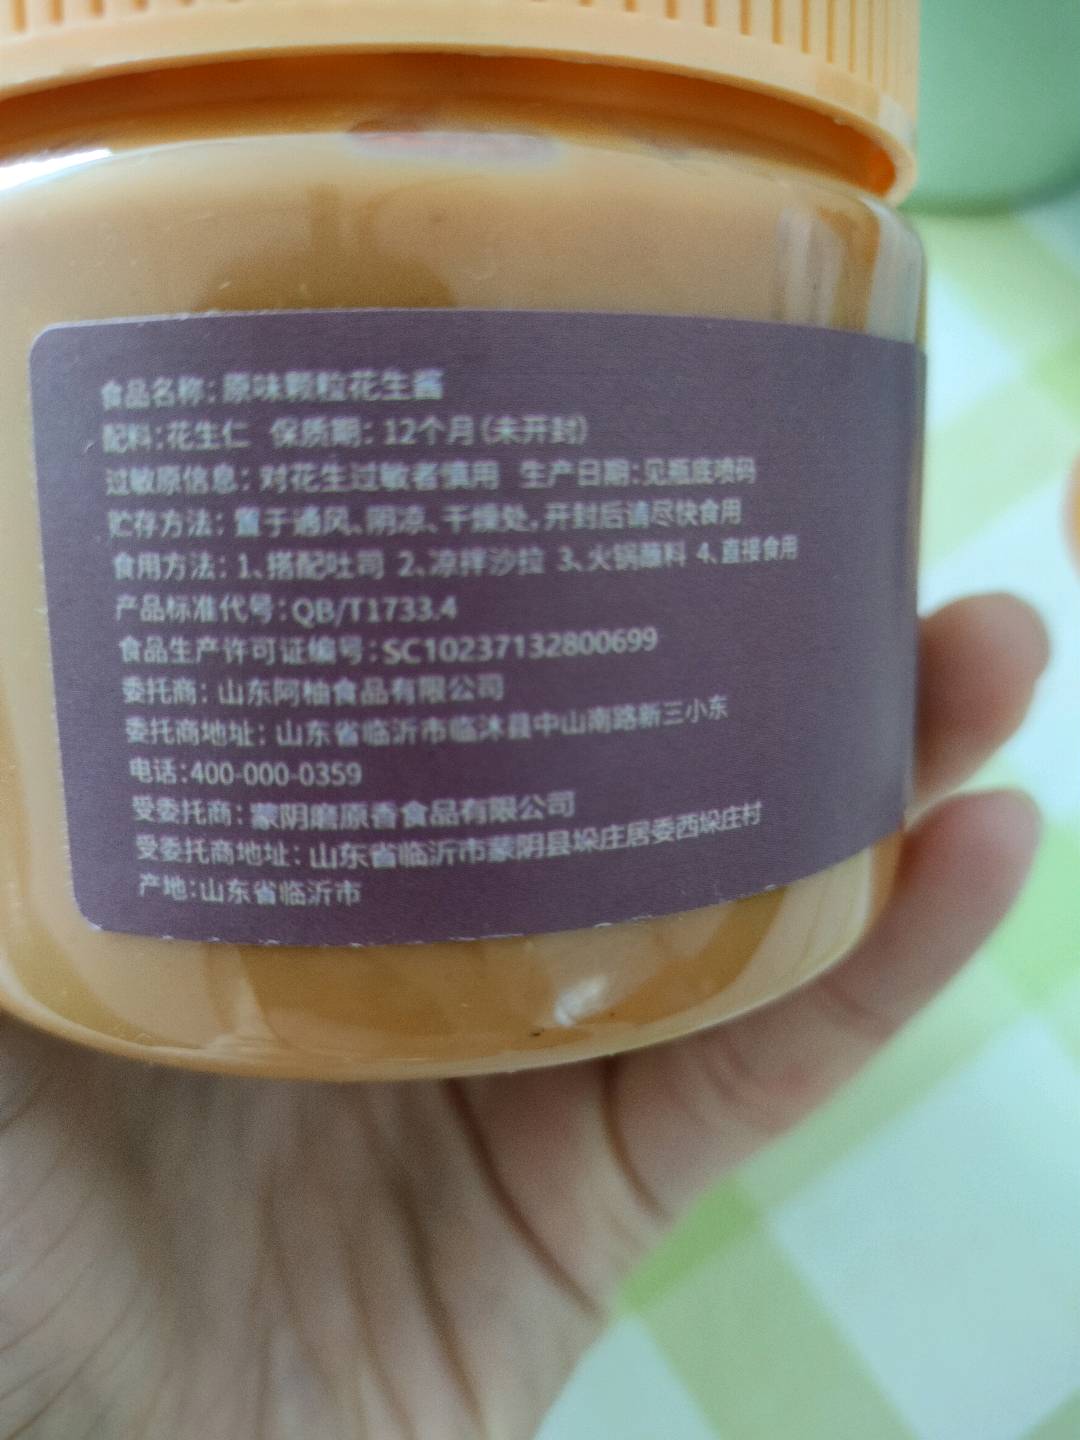 食品名称：原味颗粒花生酱
配料：花生仁 保质期：12个月（未开封）
过敏原信息：对花生过敏者慎用 生产日期：见瓶底喷码
贮存方法：置于通风、阴凉、干燥处，开封后请尽快食用
食用方法：1、搭配吐司 2、凉拌沙拉 3、火锅蘸料 4、直接食用
产品标准代号：QB/T1733.4
食品生产许可证编号：SC10237132800699
委托商：山东阿柚食品有限公司
委托商地址：山东省临沂市临沭县中山南路新三小东
电话：400-000-0359
受委托商：蒙阴磨原香食品有限公司
受委托商地址：山东省临沂市蒙阴县垛庄居委西垛庄村
产地：山东省临沂市